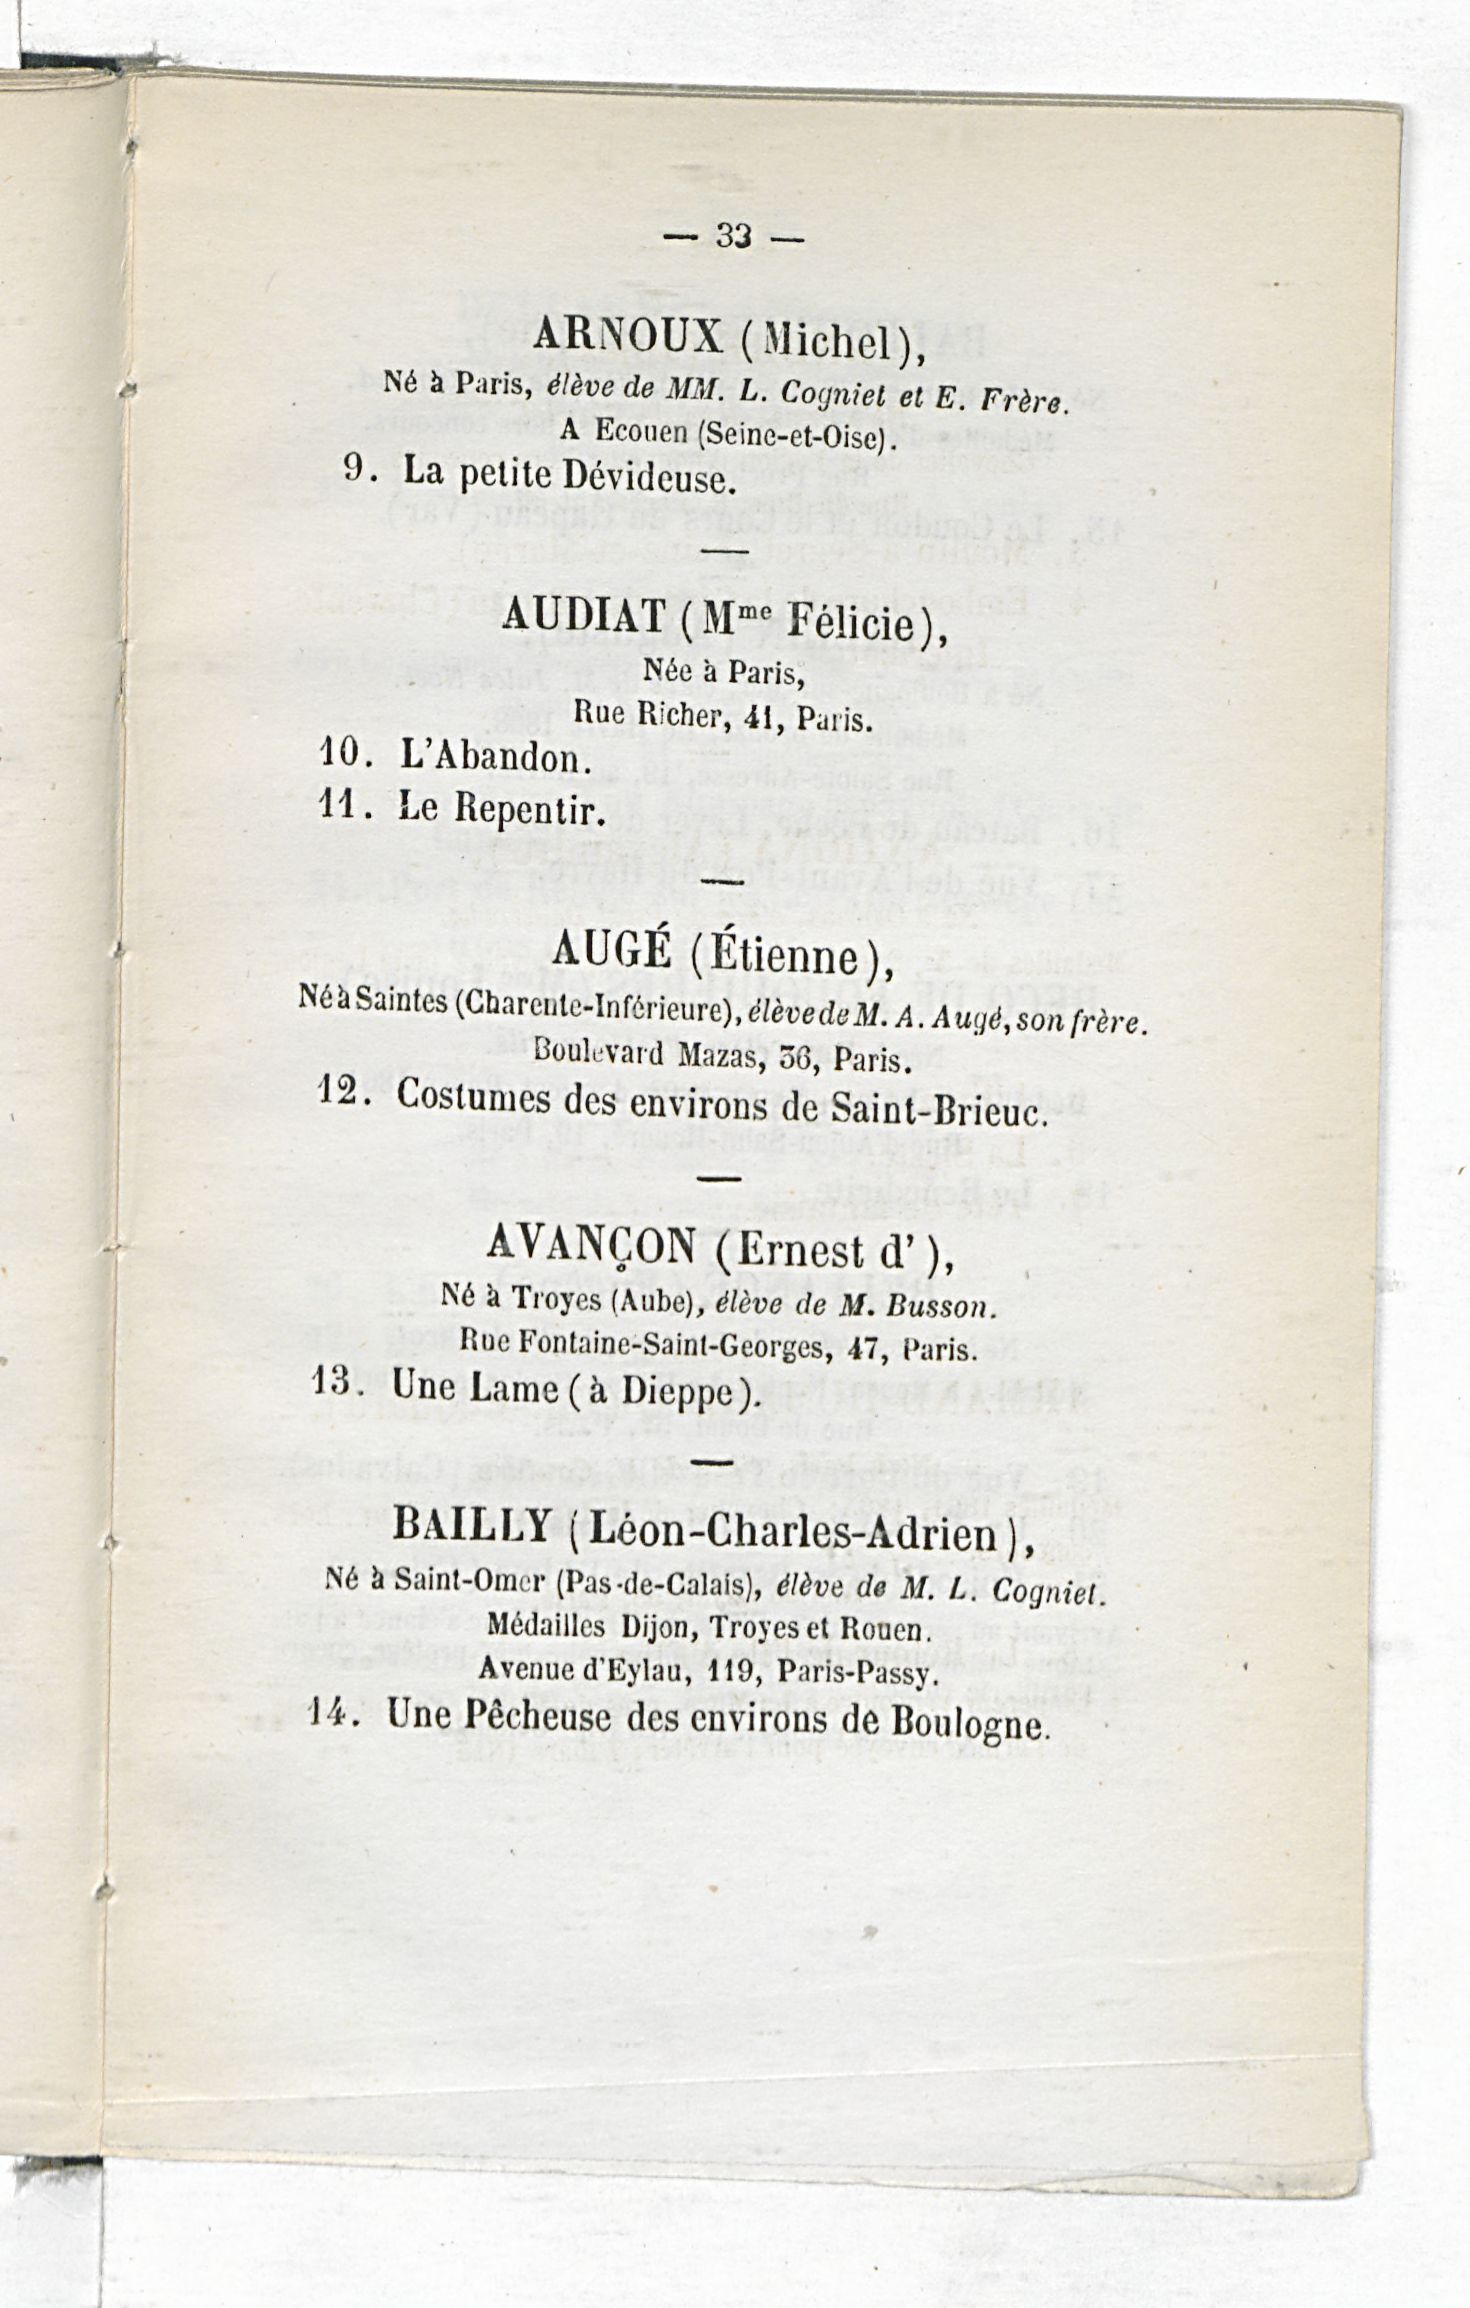 — 33 —
ARNOUX (Michel),
Né à Paris, élève de MM. L. Cogniet et E. Frère.
A Ecouen (Seine-et-Oise).
9. La petite Dévideuse.
AUDIAT (Mme Félicie),
Née à Paris,
Rue Richer, 41, Paris.
10. L'Abandon.
11. Le Repentir.
AUGÉ (Étienne),
Né à Saintes (Charente-Inférieure), élève de M. A. Augé, son frère.
Boulevard Mazas, 36, Paris.
12. Costumes des environs de Saint-Brieuc.
AVANÇON (Ernest d'),
Né à Troyes (Aube), élève de M. Busson.
Rue Fontaine-Saint-Georges, 47, Paris.
13. Une Lame (à Dieppe).
BAILLY (Léon-Charles-Adrien),
Né à Saint-Omer (Pas-de-Calais), élève de M. L. Cogniet.
Médailles Dijon, Troyes et Rouen.
Avenue d'Eylau, 119, Paris-Passy.
14. Une Pêcheuse des environs de Boulogne.